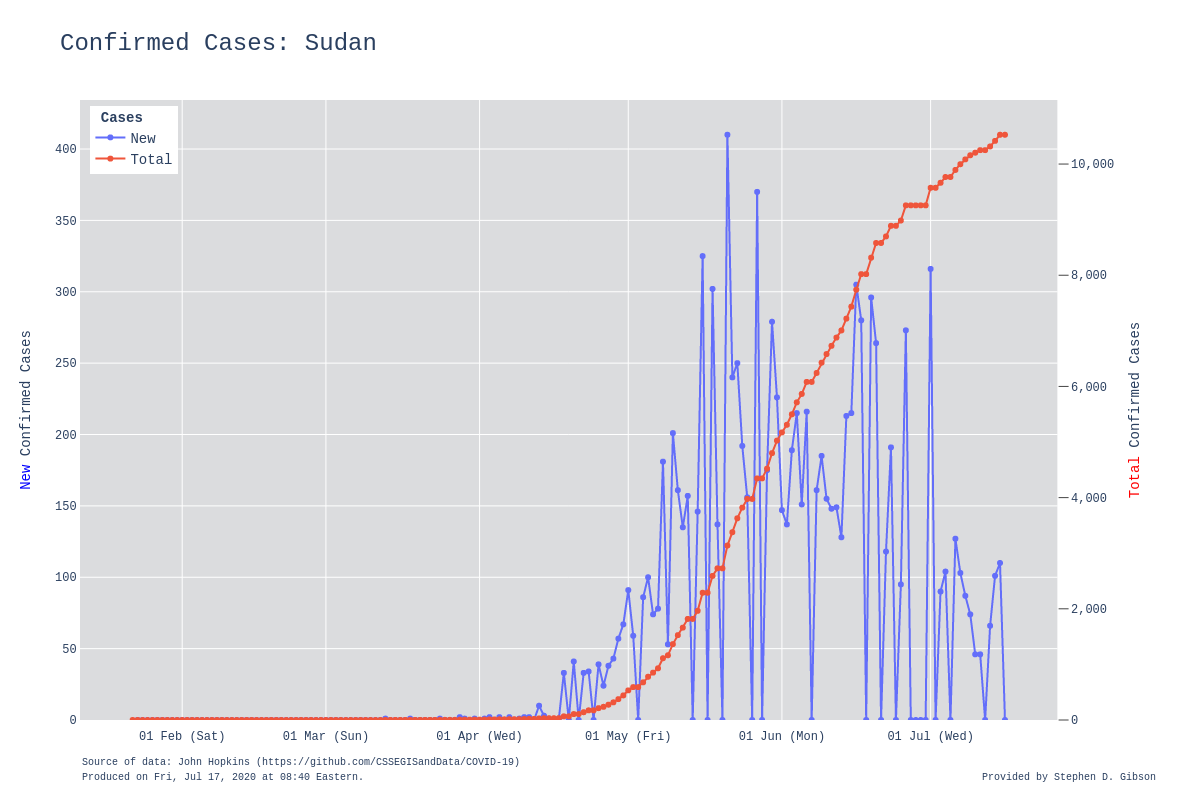 Confirmed Cases: Sudan
Cases
New
Total
400
350
300
250
200
150
100
50
0
10,000
8,000
6,000
4,000
2,000
0
New Confirmed Cases
Total Confirmed Cases
01 Feb (Sat)
01 Mar (Sun)
01 Apr (Wed)
01 May (Fri)
01 Jun (Mon)
01 Jul (Wed)
Source of data: John Hopkins (https://github.com/CSSEGISandData/COVID-19)
Produced on Fri, Jul 17, 2020 at 08:40 Eastern.
Provided by Stephen D. Gibson